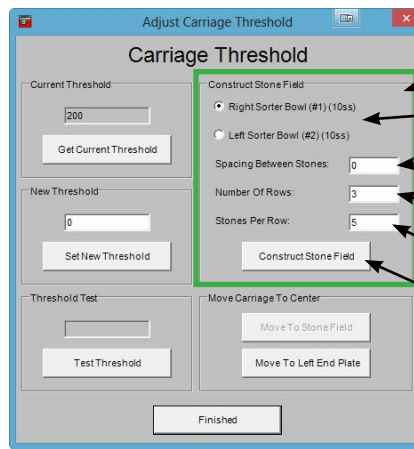 Adjust Carriage Threshold
Carriage Threshold
Current Threshold
200
Get Current Threshold
New Threshold
0
Set New Threshold
Threshold Test
Test Threshold
Construct Stone Field
Right Sorter Bowl (#1) (10ss)
Left Sorter Bowl (#2) (10ss)
Spacing Between Stones: 0
Number Of Rows: 3
Stones Per Row: 5
Construct Stone Field
Move Carriage To Center
Move To Stone Field
Move To Left End Plate
Finished